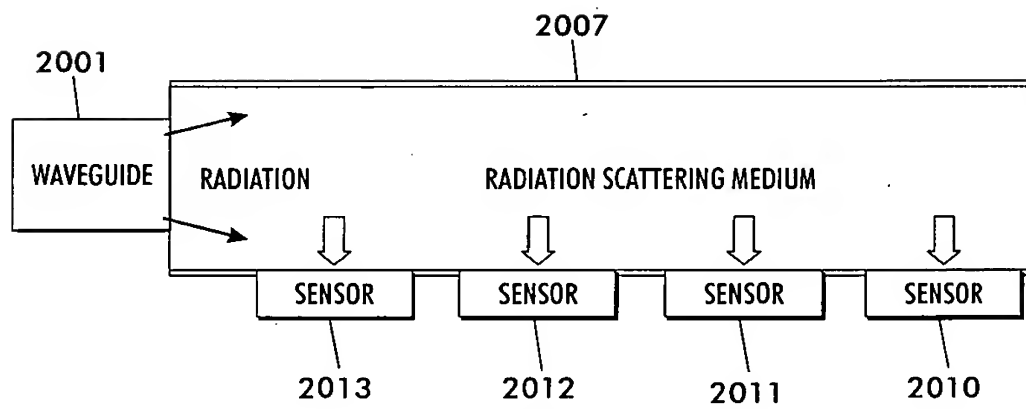 2001
2007
WAVEGUIDE
RADIATION
RADIATION SCATTERING MEDIUM
SENSOR
SENSOR
SENSOR
SENSOR
2013
2012
2011
2010